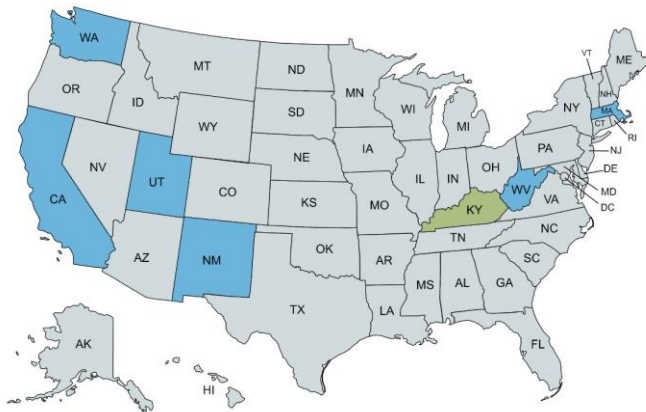 WA
MT
ND
MN
VT
ME
OR
ID
SD
WI
NH
NY
MA
WY
MI
CT
RI
NV
NE
IA
PA
NJ
CA
UT
CO
IL
IN
OH
DE
KS
MO
WV
VA
MD
KY
DC
AZ
NM
OK
AR
TN
NC
TX
LA
MS
AL
GA
SC
AK
HI
FL